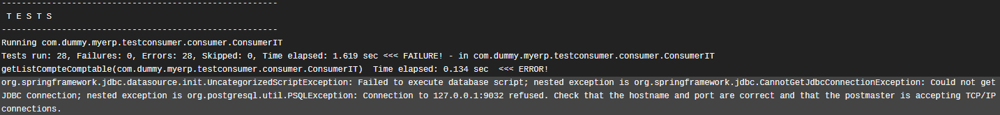 -------------------------------------------------------
 T E S T S
-------------------------------------------------------
Running com.dummy.myerp.testconsumer.consumer.ConsumerIT
Tests run: 28, Failures: 0, Errors: 28, Skipped: 0, Time elapsed: 1.619 sec <<< FAILURE! - in com.dummy.myerp.testconsumer.consumer.ConsumerIT
getListCompteComptable(com.dummy.myerp.testconsumer.consumer.ConsumerIT)  Time elapsed: 0.134 sec  <<< ERROR!
org.springframework.jdbc.datasource.init.UncategorizedScriptException: Failed to execute database script; nested exception is org.springframework.jdbc.CannotGetJdbcConnectionException: Could not get
JDBC Connection; nested exception is org.postgresql.util.PSQLException: Connection to 127.0.0.1:9032 refused. Check that the hostname and port are correct and that the postmaster is accepting TCP/IP
connections.